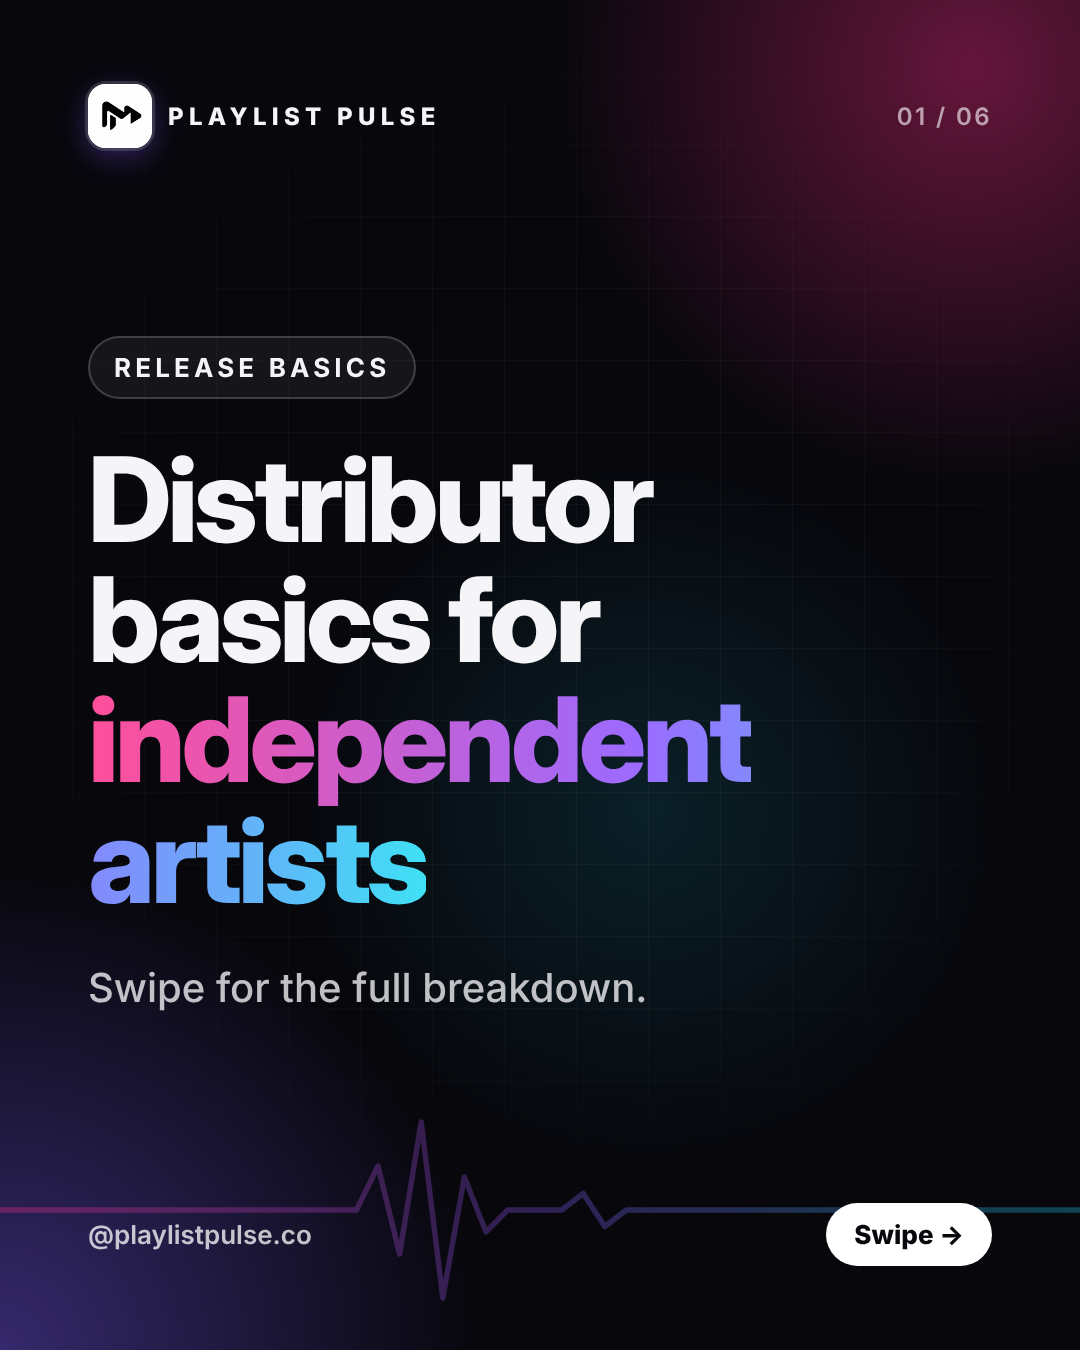 PLAYLIST PULSE
01 / 06
RELEASE BASICS
Distributor
basics for
independent
artists
Swipe for the full breakdown.
@playlistpulse.co
Swipe →